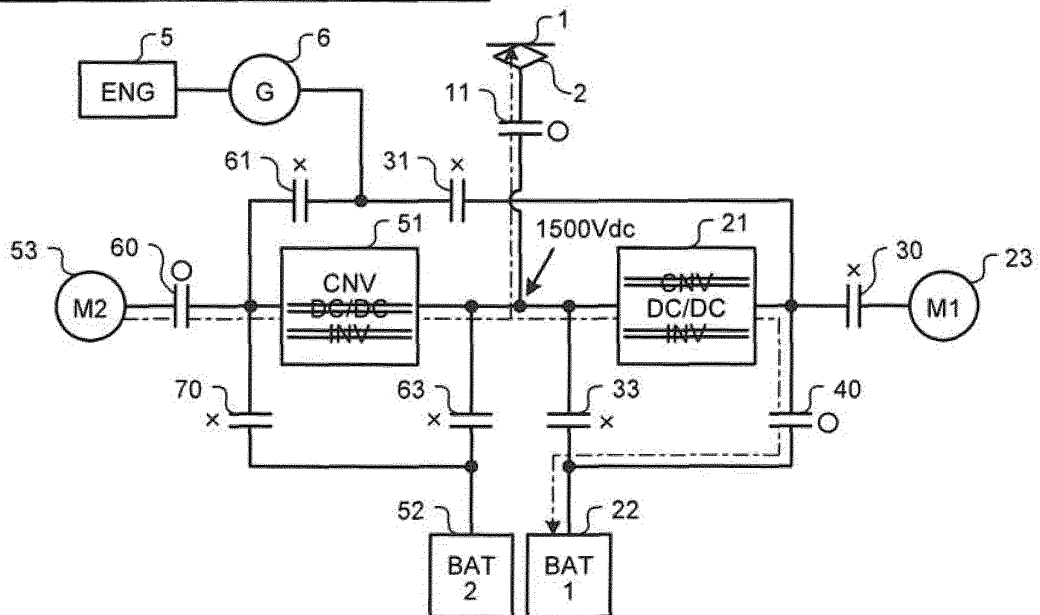 1
5
6
ENG
G
11
2
○
61
×
31
×
51
1500Vdc
21
53
60
○
×
30
23
M2
CNV
DC/DC
INV
CNV
DC/DC
INV
M1
70
×
63
×
33
×
40
○
52
22
BAT
2
BAT
1